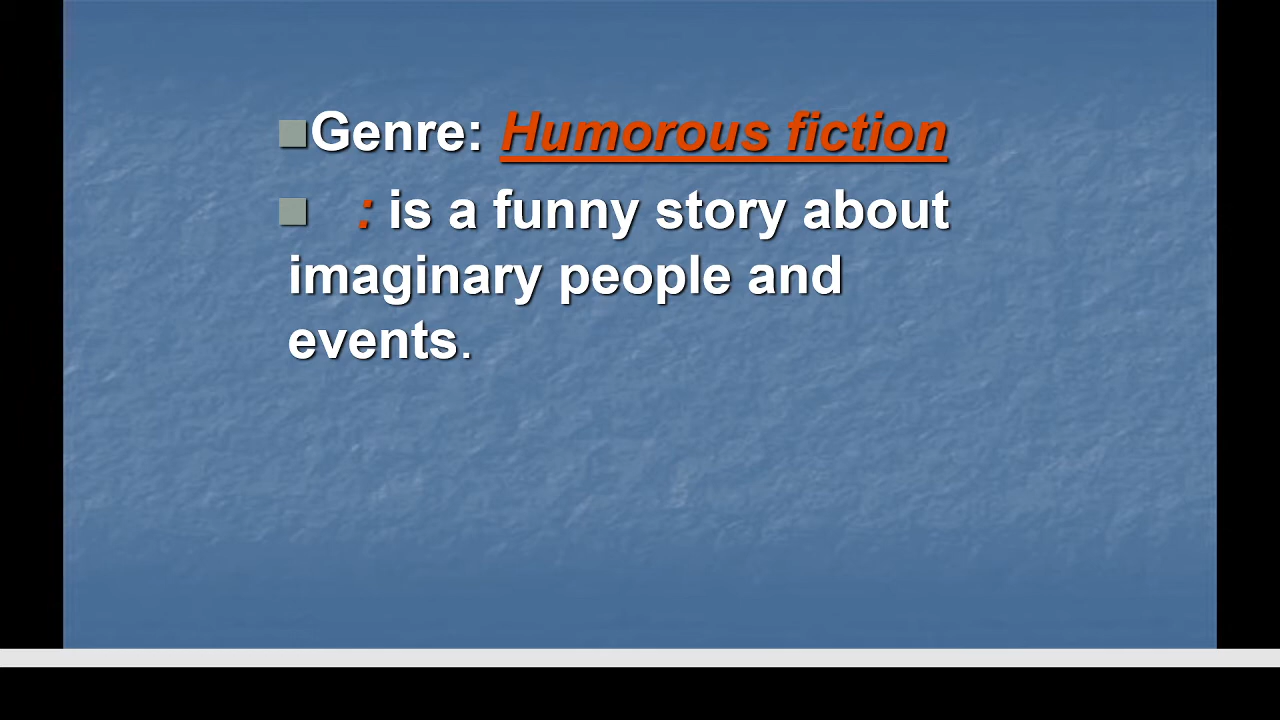 Genre: Humorous fiction
: is a funny story about
imaginary people and
events.